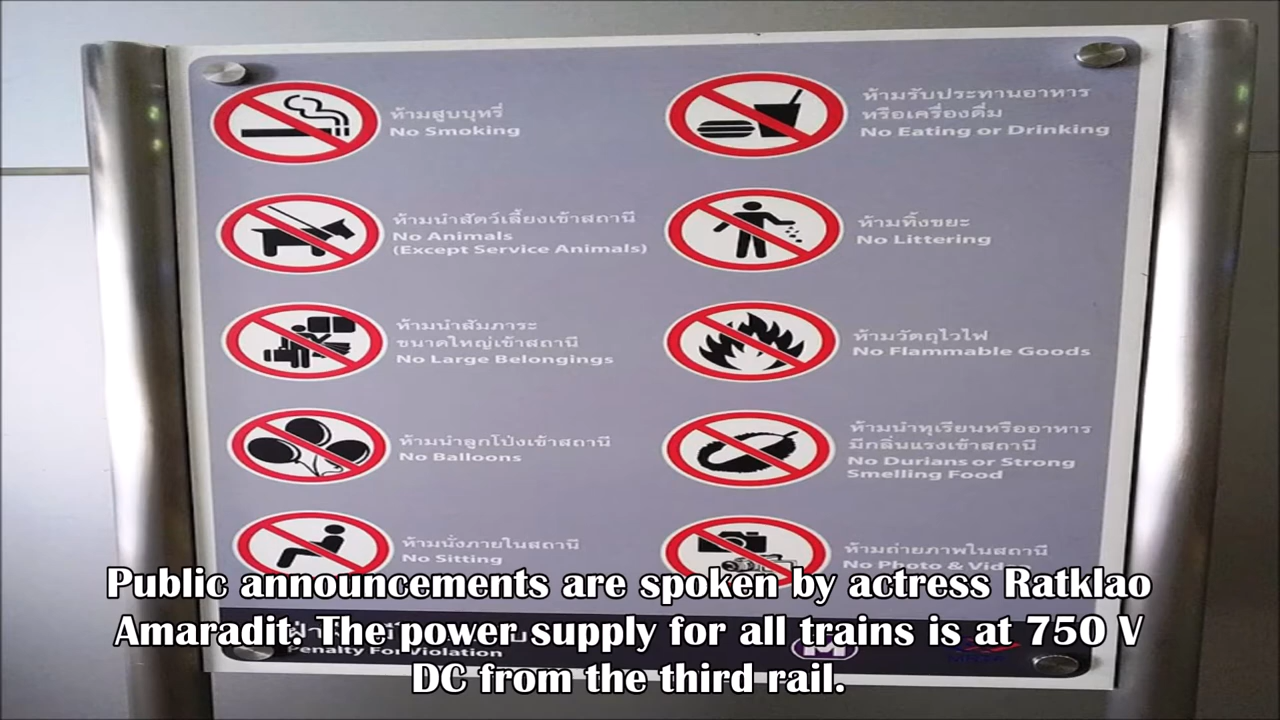 ห้ามสูบบุหรี่
No Smoking
ห้ามนำสัตว์เลี้ยงเข้าสถานี
No Animals
(Except Service Animals)
ห้ามนำสัมภาระ
ขนาดใหญ่เข้าสถานี
No Large Belongings
ห้ามนำลูกโป่งเข้าสถานี
No Balloons
ห้ามนั่งภายในสถานี
No Sitting
ห้ามรับประทานอาหาร
หรือเครื่องดื่ม
No Eating or Drinking
ห้ามทิ้งขยะ
No Littering
ห้ามวัตถุไวไฟ
No Flammable Goods
ห้ามนำทุเรียนหรืออาหาร
มีกลิ่นแรงเข้าสถานี
No Durians or Strong
Smelling Food
ห้ามถ่ายภาพในสถานี
No Photo &
Penalty For Violation
Public announcements are spoken by actress Ratklao
Amaradit. The power supply for all trains is at 750 V
DC from the third rail.